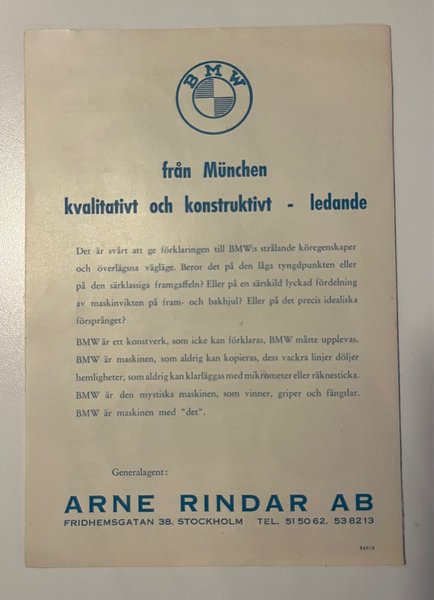 BMW
från München
kvalitativt och konstruktivt - ledande
Det är svårt att ge förklaringen till BMW:s strålande köregenskaper
och överlägsna vägläge. Beror det på den låga tyngdpunkten eller
på den särklassiga framgaffeln? Eller på en särskild lyckad fördelning
av maskinvikten på fram- och bakhjul? Eller på det precis idealiska
försprånget?
BMW är ett konstverk, som icke kan förklaras, BMW måste upplevas.
BMW är maskinen, som aldrig kan kopieras, dess vackra linjer döljer
hemligheter, som aldrig kan klarläggas med mikrometer eller räknesticka.
BMW är den mystiska maskinen, som vinner, griper och fängslar.
BMW är maskinen med "det".
Generalagent:
ARNE RINDAR AB
FRIDHEMSGATAN 38, STOCKHOLM TEL. 51 50 62, 53 82 13